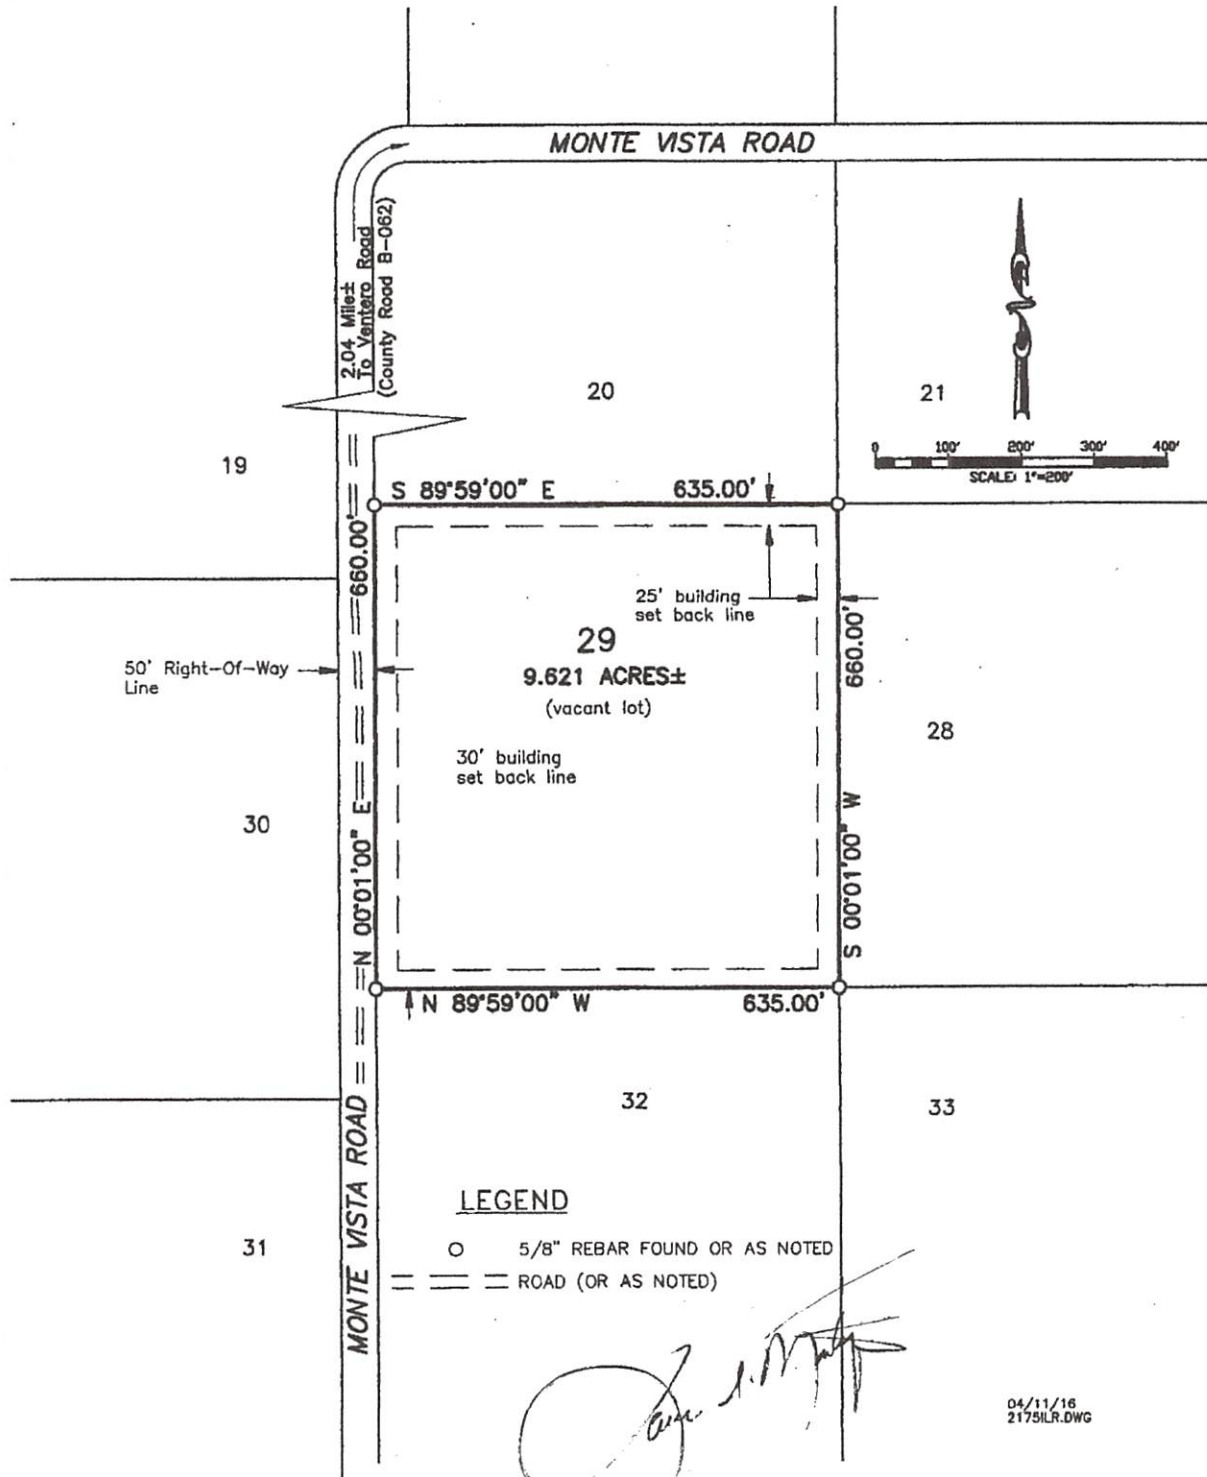 MONTE VISTA ROAD
2.04 Mile±
To Ventero Road
(County Road B-062)
20
21
19
0 100' 200' 300' 400'
SCALE: 1"=200'
S 89°59'00" E 635.00'
660.00'
25' building
set back line
29
9.621 ACRES±
(vacant lot)
50' Right-Of-Way
Line
660.00'
28
30' building
set back line
30
N 00°01'00" E
S 00°01'00" W
N 89°59'00" W 635.00'
32
33
MONTE VISTA ROAD
LEGEND
31
5/8" REBAR FOUND OR AS NOTED
ROAD (OR AS NOTED)
04/11/16
2175ILR.DWG